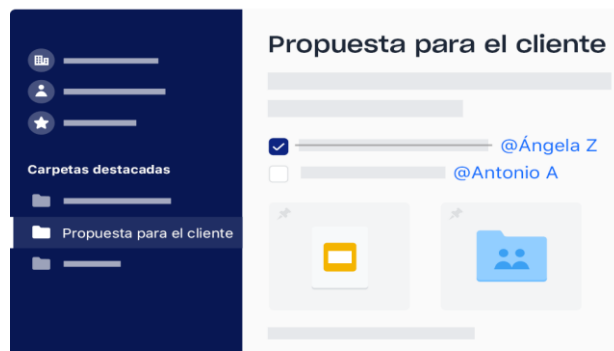 Propuesta para el cliente
@Ángela Z
@Antonio A
Carpetas destacadas
Propuesta para el cliente